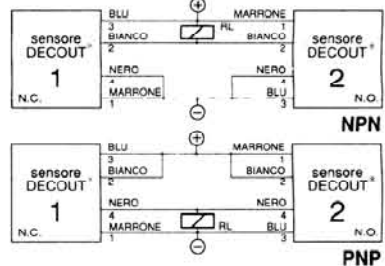 ⊕
BLU MARRONE
3 RL 1
sensore BIANCO BIANCO sensore
DECOUT® 2 2 DECOUT®
1 NERO NERO 2
4 4
MARRONE BLU
N.C. 1 3 N.O.
⊖
NPN
⊕
BLU MARRONE
3 1
sensore BIANCO BIANCO sensore
DECOUT® 2 2 DECOUT®
1 NERO NERO 2
4 4
MARRONE RL BLU
N.C. 1 3 N.O.
⊖
PNP